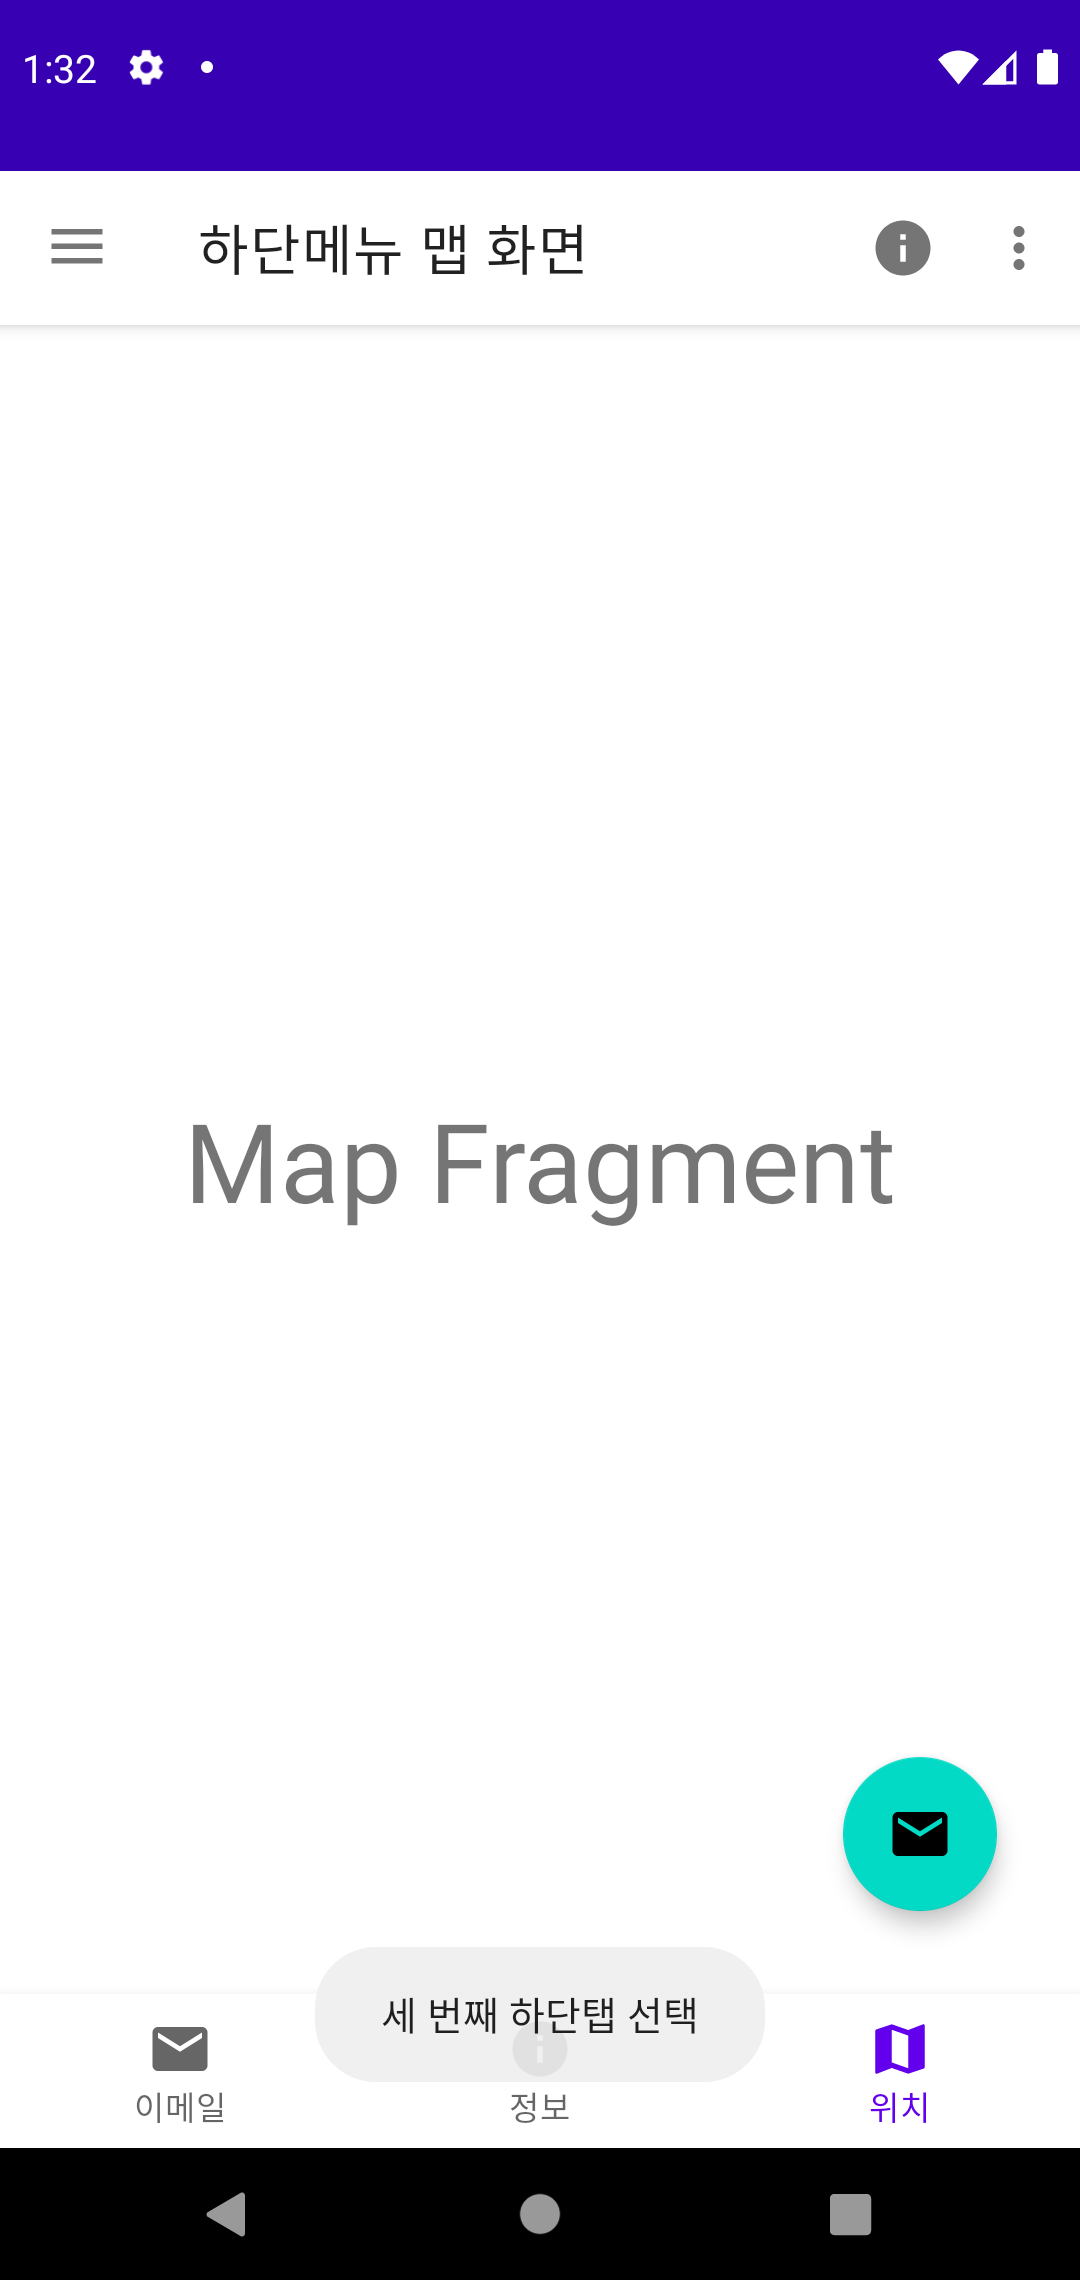 1:32
하단메뉴 맵 화면
Map Fragment
세 번째 하단탭 선택
이메일
정보
위치